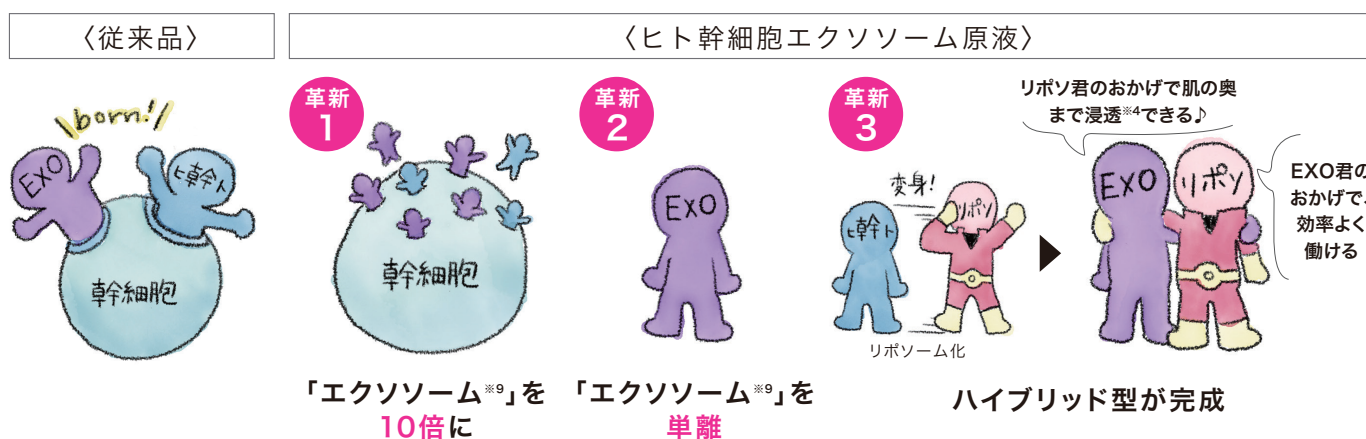 〈従来品〉
〈ヒト幹細胞エクソソーム原液〉
born!
EXO
ヒト幹
幹細胞
革新
1
幹細胞
「エクソソーム※9」を
10倍に
革新
2
EXO
「エクソソーム※9」を
単離
革新
3
変身!
ヒト幹
リポソ
リポソーム化
リポソ君のおかげで肌の奥
まで浸透※4できる♪
EXO
リポソ
EXO君の
おかげで、
効率よく
働ける
ハイブリッド型が完成